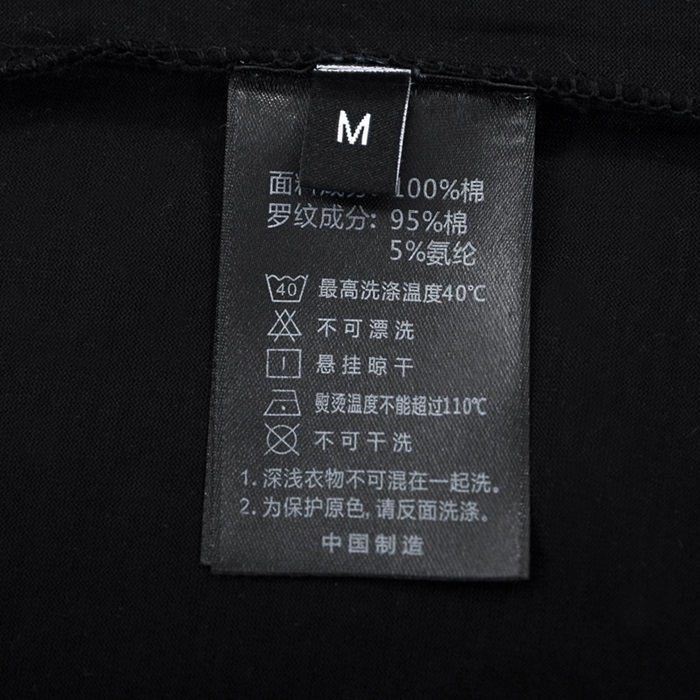 M
面料成分: 100%棉
罗纹成分: 95%棉
5%氨纶
40 最高洗涤温度40℃
不可漂洗
悬挂晾干
熨烫温度不能超过110℃
不可干洗
1. 深浅衣物不可混在一起洗。
2. 为保护原色, 请反面洗涤。
中国制造